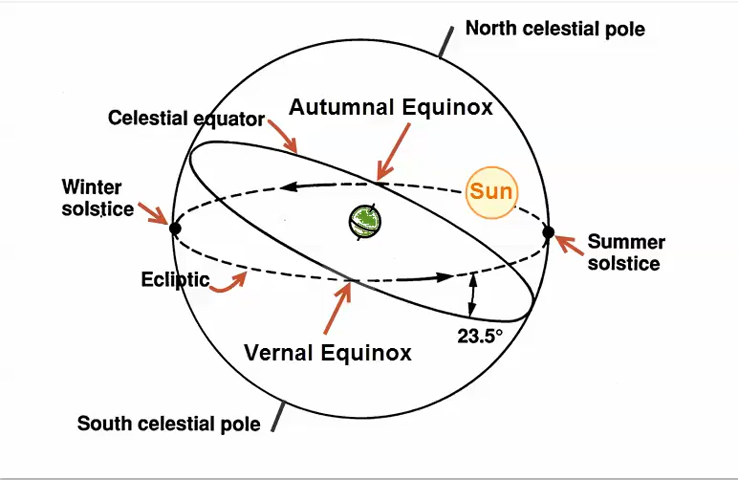 North celestial pole
Celestial equator
Autumnal Equinox
Winter
solstice
Sun
Summer
solstice
Ecliptic
23.5°
Vernal Equinox
South celestial pole